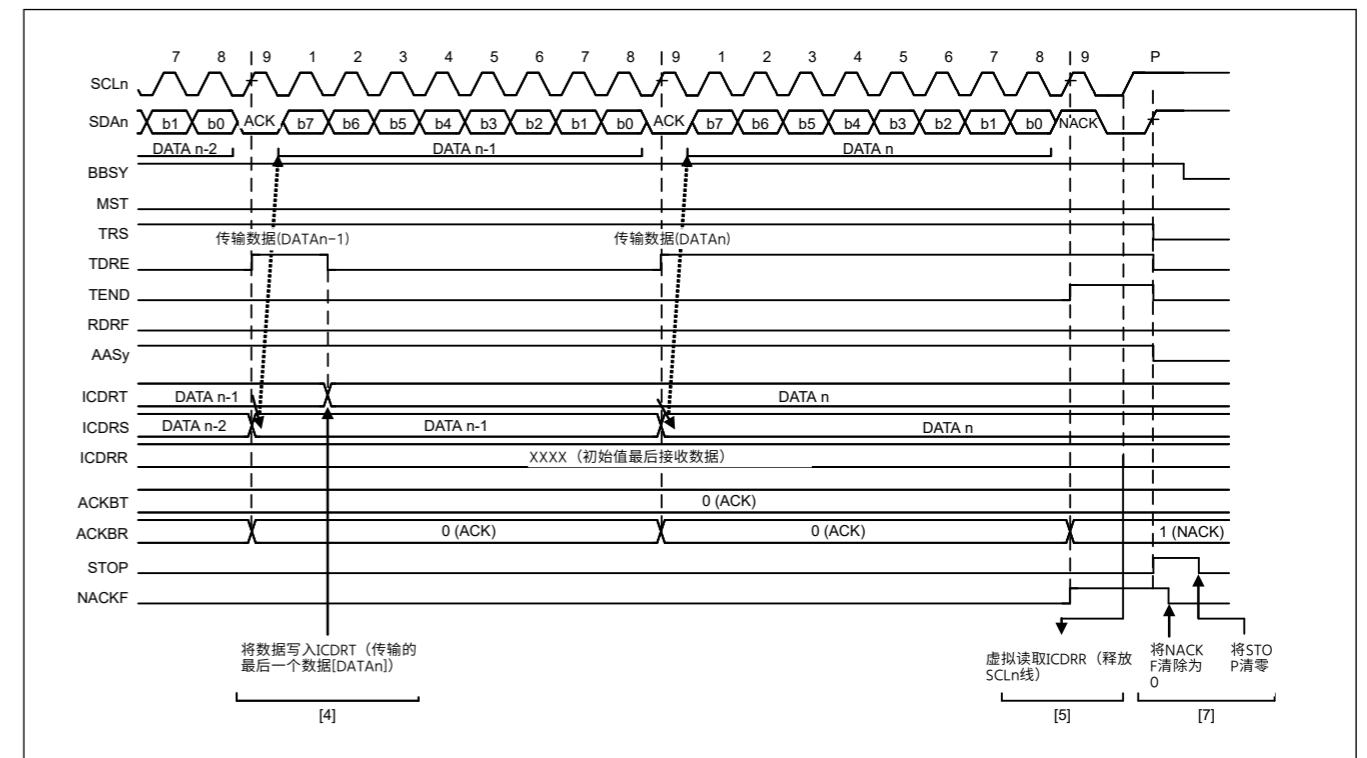 7 8 9 1 2 3 4 5 6 7 8 9 1 2 3 4 5 6 7 8 9 P
SCLn
SDAn b1 b0 ACK b7 b6 b5 b4 b3 b2 b1 b0 ACK b7 b6 b5 b4 b3 b2 b1 b0 NACK
DATA n-2 DATA n-1 DATA n
BBSY
MST
TRS
传输数据(DATAn−1) 传输数据(DATAn)
TDRE
TEND
RDRF
AASy
ICDRT DATA n-1 DATA n
ICDRS DATA n-2 DATA n-1 DATA n
ICDRR XXXX（初始值最后接收数据）
ACKBT 0 (ACK)
ACKBR 0 (ACK) 0 (ACK) 1 (NACK)
STOP
NACKF
将数据写入ICDRT（传输的
最后一个数据[DATAn]）
虚拟读取ICDRR（释放
SCLn线）
将NACK
F清除为
0
将STO
P清零
[4] [5] [7]